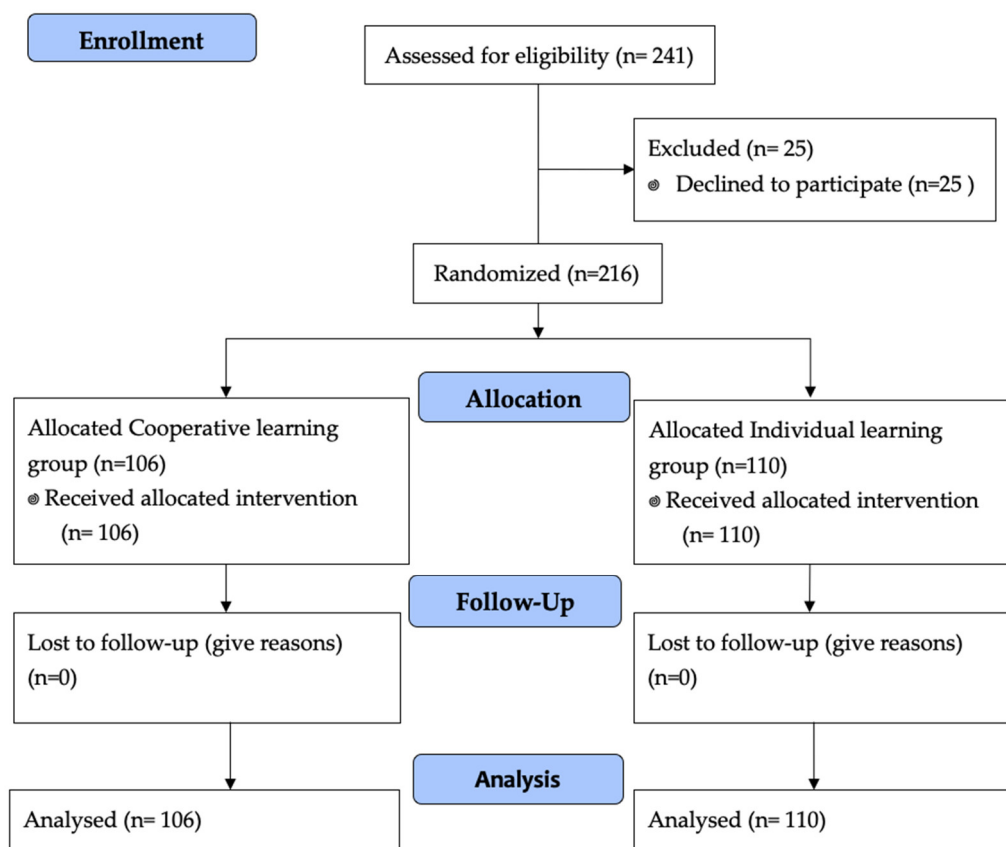 Enrollment
Assessed for eligibility (n= 241)
Excluded (n= 25)
Declined to participate (n=25 )
Randomized (n=216)
Allocation
Allocated Cooperative learning
group (n=106)
Received allocated intervention
(n= 106)
Allocated Individual learning
group (n=110)
Received allocated intervention
(n= 110)
Follow-Up
Lost to follow-up (give reasons)
(n=0)
Lost to follow-up (give reasons)
(n=0)
Analysis
Analysed (n= 106)
Analysed (n= 110)